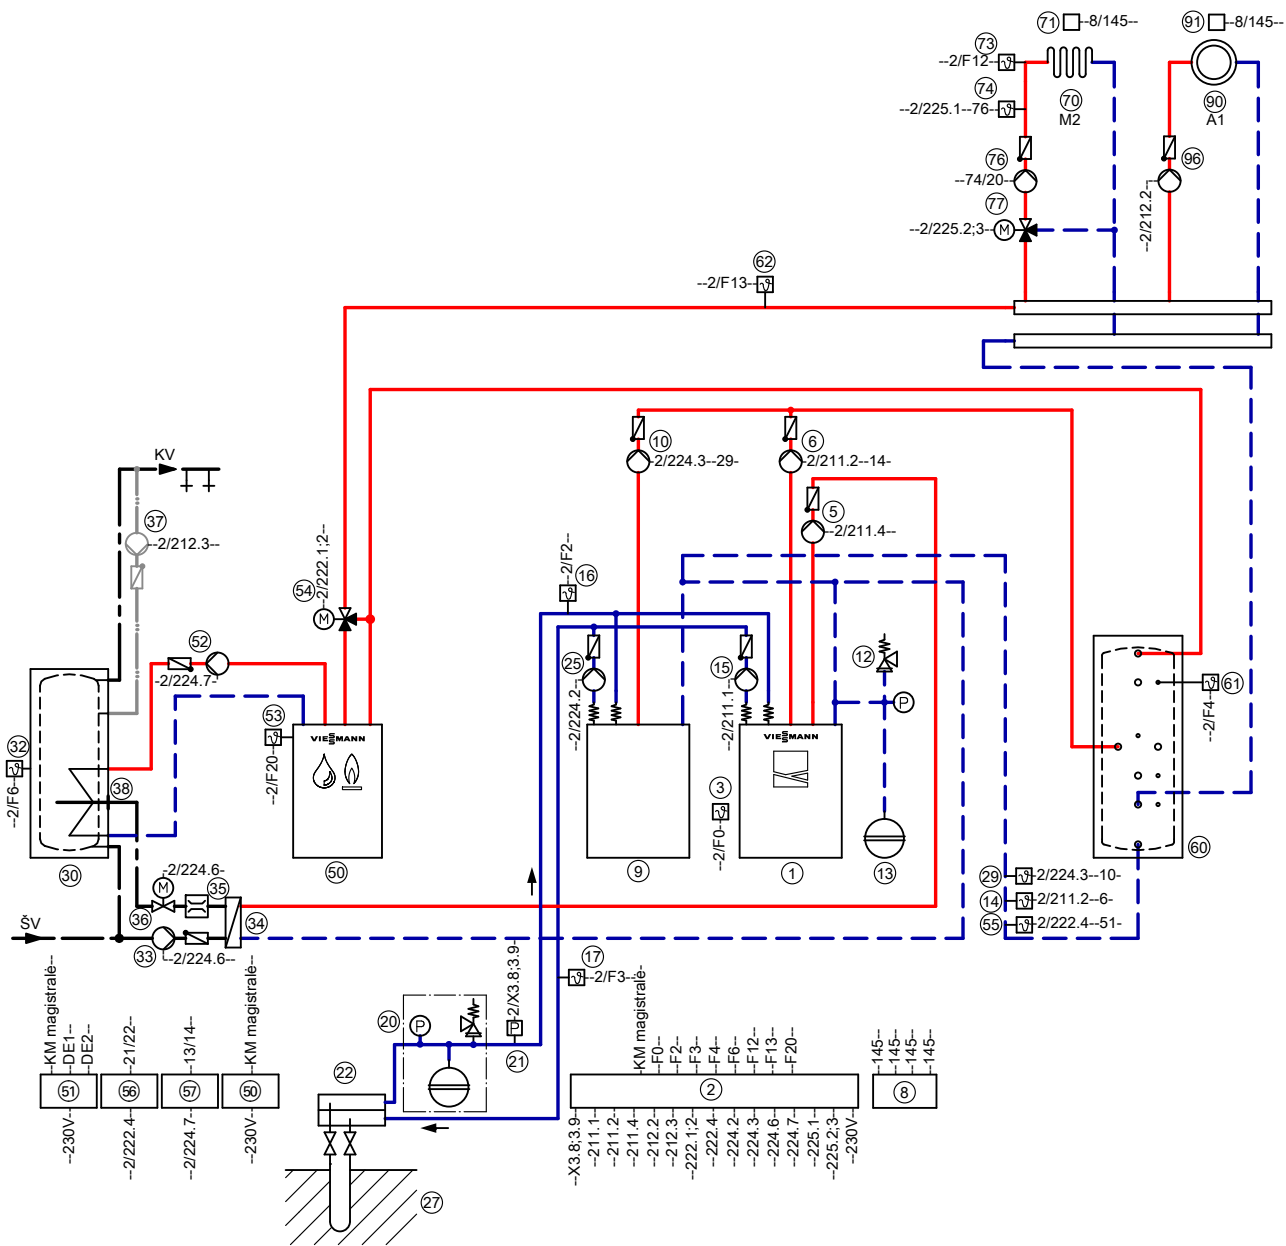 71 --8/145--
91 --8/145--
73
--2/F12--
74
--2/225.1--76--
70
M2
90
A1
76
--74/20--
96
--2/212.2--
77
--2/225.2;3-- M
62
--2/F13--
KV
10
-2/224.3--29-
6
-2/211.2--14-
5
--2/211.4--
37
--2/212.3--
--2/222.1;2--
54
M
--2/F2--
16
52
-2/224.7-
25
--2/224.2--
15
--2/211.1--
12
P
61
--2/F4--
53
--2/F20--
VIESMANN
VIESMANN
32
--2/F6--
38
3
--2/F0--
30
50
9
1
13
60
-2/224.6-
M
35
36
34
ŠV
33
--2/224.6--
29 -2/224.3--10-
14 -2/211.2--6-
55 -2/222.4--51-
17
--2/F3--
-2/X3.8;3.9-
20
P
P
21
22
27
--KM magistralė--
--DE1--
--DE2--
51
--230V--
--21/22--
56
--2/222.4--
--13/14--
57
--2/224.7--
--KM magistralė--
50
--230V--
-KM magistralė--
--F0--
--F2--
--F3--
--F4--
--F6--
--F12--
--F13--
--F20--
2
--X3.8;3.9--
--211.1--
--211.2--
--211.4--
--212.2--
--212.3--
--222.1;2--
--222.4--
--224.2--
--224.3--
--224.6--
--224.7--
--225.1--
--225.2;3--
--230V--
-145--
-145--
-145--
-145--
8